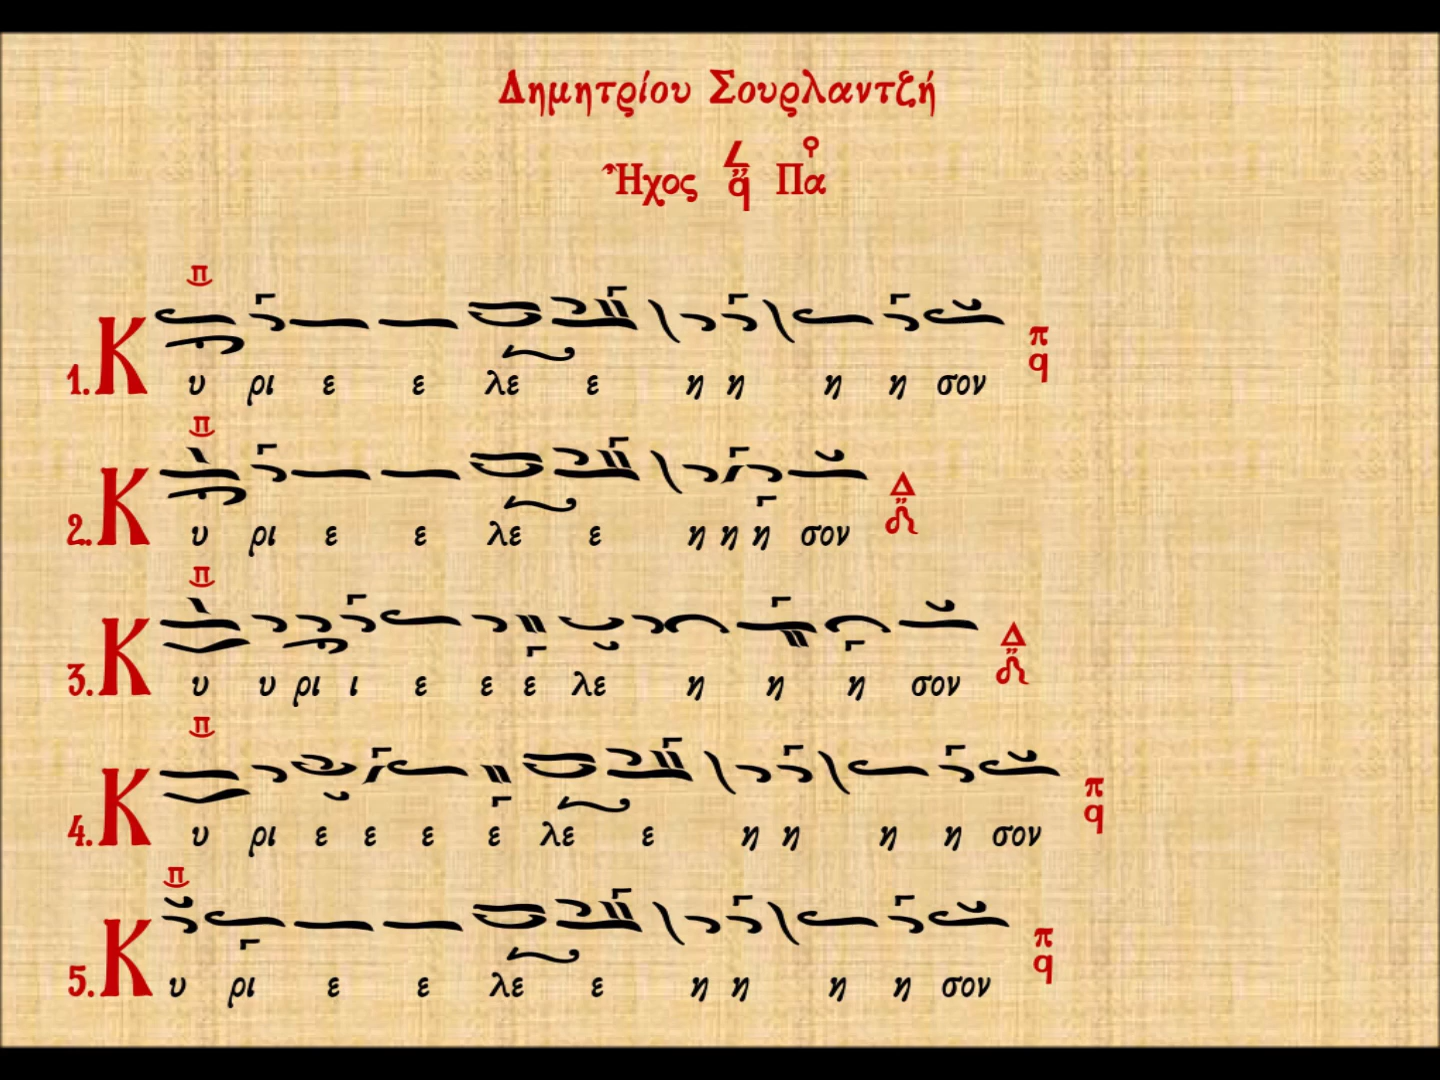 Δημητρίου Σουρλαντζή
Ἦχος Πα
1. Κ υ ρι ε ε λε ε η η η η σον
2. Κ υ ρι ε ε λε ε η η η σον
3. Κ υ υ ρι ι ε ε ε λε η η η σον
4. Κ υ ρι ε ε ε ε λε ε η η η η σον
5. Κ υ ρι ε ε λε ε η η η η σον